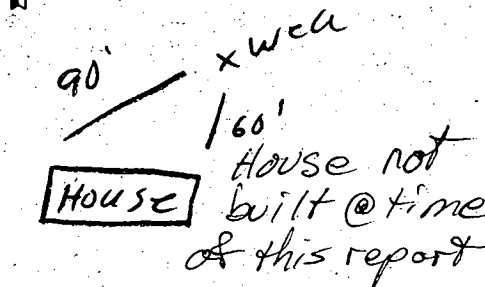 90'
x Well
60'
House not
House
built @ time
of this report